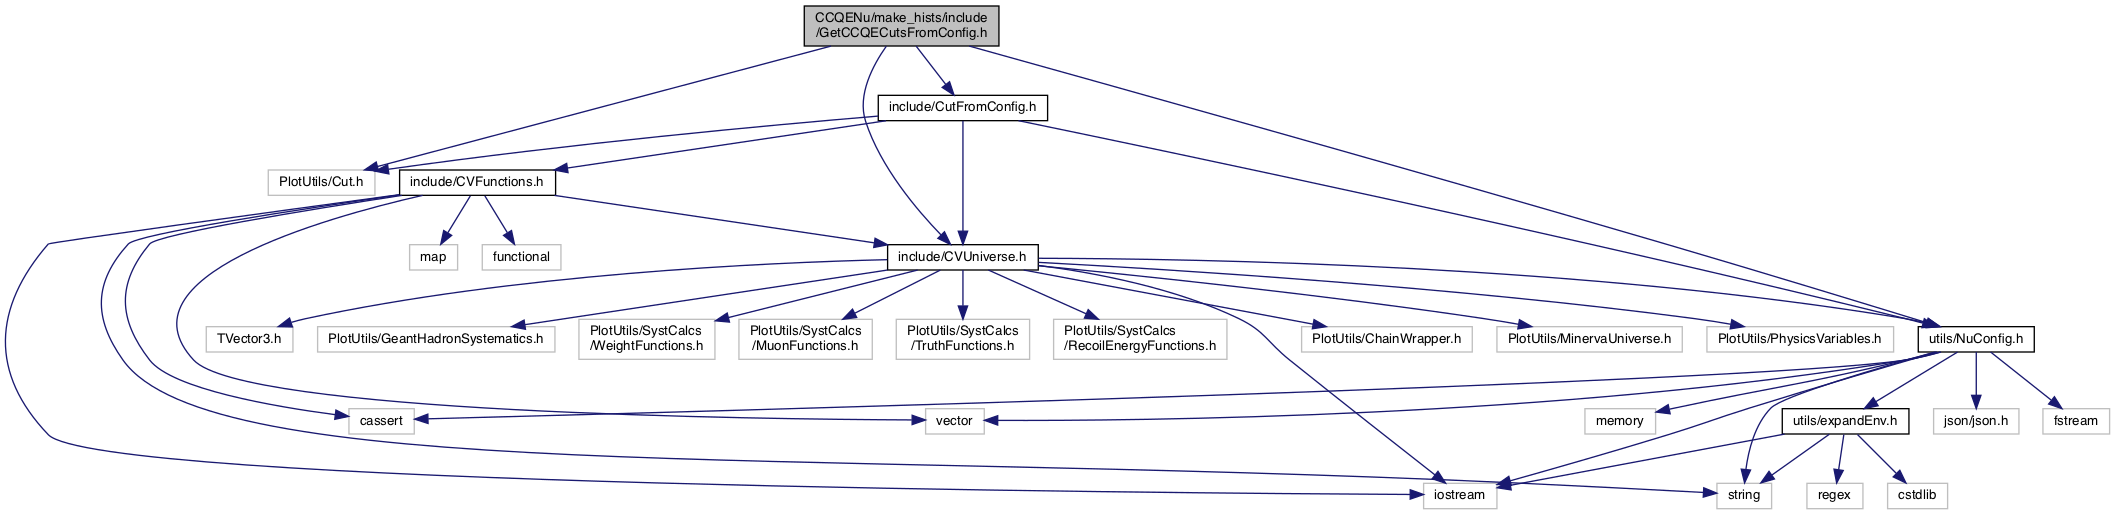 CCQENu/make_hists/include
/GetCCQECutsFromConfig.h
include/CutFromConfig.h
PlotUtils/Cut.h
include/CVFunctions.h
map
functional
include/CVUniverse.h
TVector3.h
PlotUtils/GeantHadronSystematics.h
PlotUtils/SystCalcs
/WeightFunctions.h
PlotUtils/SystCalcs
/MuonFunctions.h
PlotUtils/SystCalcs
/TruthFunctions.h
PlotUtils/SystCalcs
/RecoilEnergyFunctions.h
PlotUtils/ChainWrapper.h
PlotUtils/MinervaUniverse.h
PlotUtils/PhysicsVariables.h
utils/NuConfig.h
cassert
vector
memory
utils/expandEnv.h
json/json.h
fstream
iostream
string
regex
cstdlib